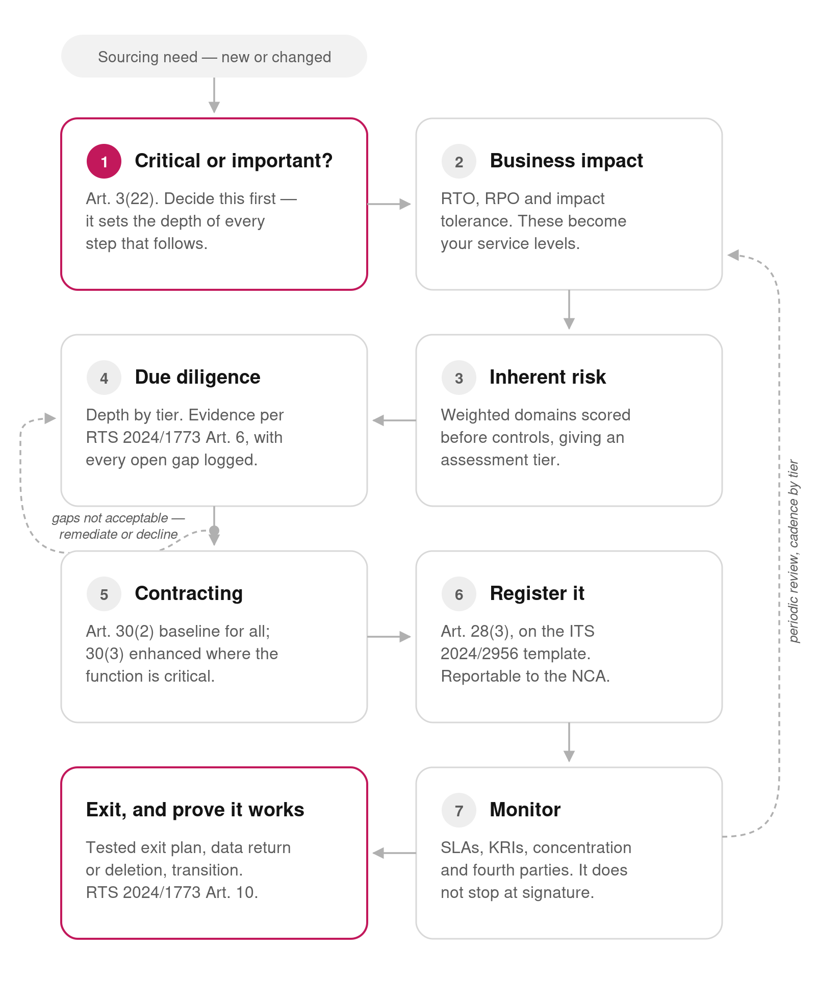 Sourcing need — new or changed
1
Critical or important?
Art. 3(22). Decide this first —
it sets the depth of every
step that follows.
2
Business impact
RTO, RPO and impact
tolerance. These become
your service levels.
3
Inherent risk
Weighted domains scored
before controls, giving an
assessment tier.
4
Due diligence
Depth by tier. Evidence per
RTS 2024/1773 Art. 6, with
every open gap logged.
gaps not acceptable —
remediate or decline
5
Contracting
Art. 30(2) baseline for all;
30(3) enhanced where the
function is critical.
6
Register it
Art. 28(3), on the ITS
2024/2956 template.
Reportable to the NCA.
7
Monitor
SLAs, KRIs, concentration
and fourth parties. It does
not stop at signature.
periodic review, cadence by tier
Exit, and prove it works
Tested exit plan, data return
or deletion, transition.
RTS 2024/1773 Art. 10.